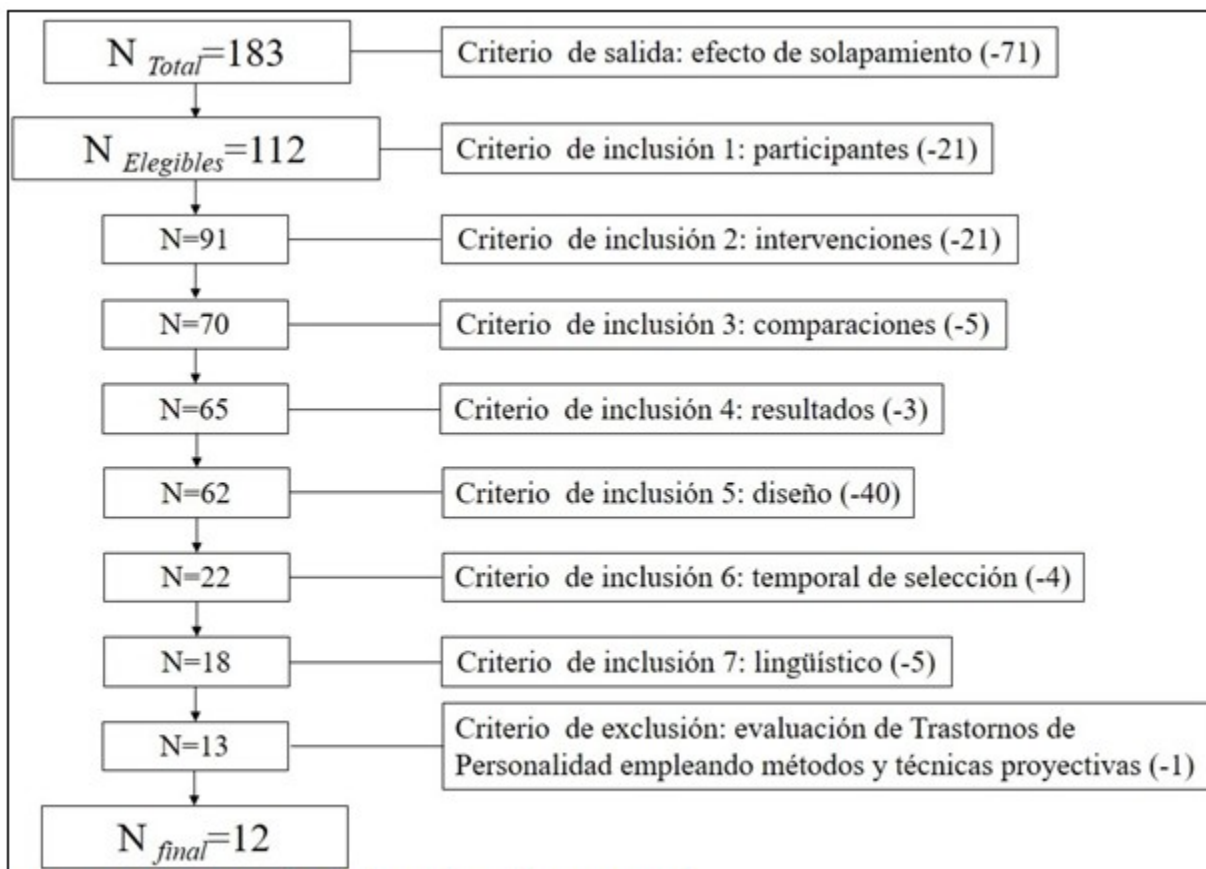 N Total=183
Criterio de salida: efecto de solapamiento (-71)
N Elegibles=112
Criterio de inclusión 1: participantes (-21)
N=91
Criterio de inclusión 2: intervenciones (-21)
N=70
Criterio de inclusión 3: comparaciones (-5)
N=65
Criterio de inclusión 4: resultados (-3)
N=62
Criterio de inclusión 5: diseño (-40)
N=22
Criterio de inclusión 6: temporal de selección (-4)
N=18
Criterio de inclusión 7: lingüístico (-5)
N=13
Criterio de exclusión: evaluación de Trastornos de
Personalidad empleando métodos y técnicas proyectivas (-1)
N final=12